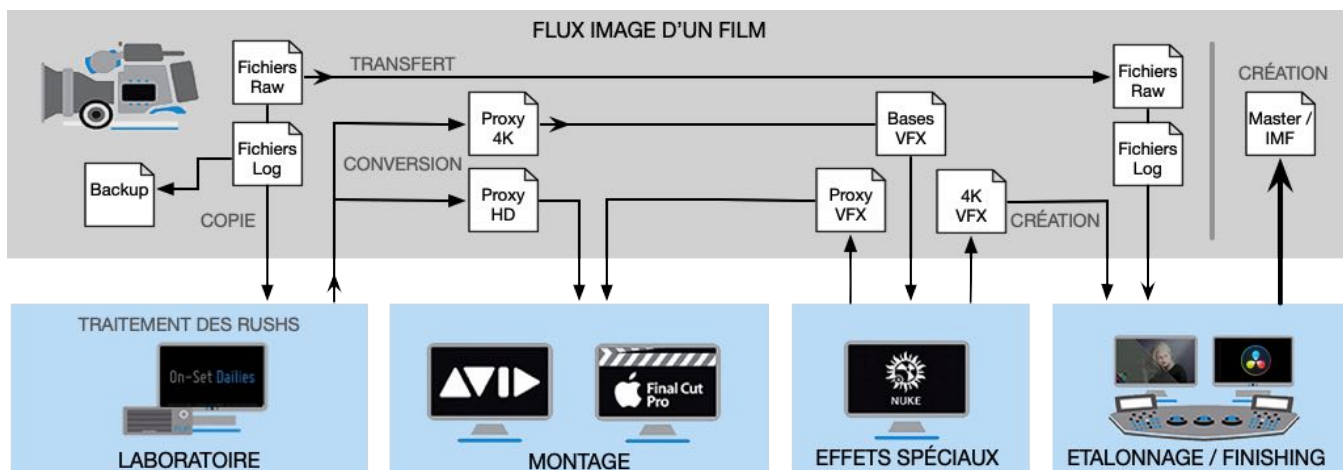 FLUX IMAGE D'UN FILM
Fichiers
Raw
TRANSFERT
Fichiers
Raw
CRÉATION
Proxy
4K
Bases
VFX
Master /
IMF
Fichiers
Log
Fichiers
Log
Backup
CONVERSION
Proxy
HD
Proxy
VFX
4K
VFX
COPIE
CRÉATION
TRAITEMENT DES RUSHS
On-Set Dailies
AVID
Final Cut
Pro
NUKE
LABORATOIRE
MONTAGE
EFFETS SPÉCIAUX
ETALONNAGE / FINISHING